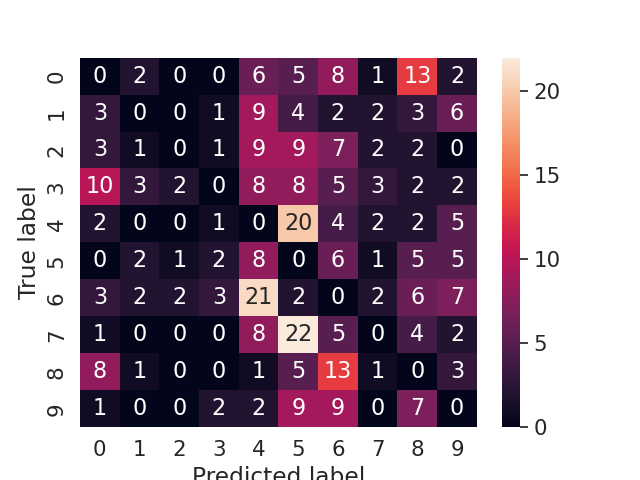 0 0 2 0 0 6 5 8 1 13 2
1 3 0 0 1 9 4 2 2 3 6
2 3 1 0 1 9 9 7 2 2 0
3 10 3 2 0 8 8 5 3 2 2
4 2 0 0 1 0 20 4 2 2 5
5 0 2 1 2 8 0 6 1 5 5
6 3 2 2 3 21 2 0 2 6 7
7 1 0 0 0 8 22 5 0 4 2
8 8 1 0 0 1 5 13 1 0 3
9 1 0 0 2 2 9 9 0 7 0
0 1 2 3 4 5 6 7 8 9
Predicted label
True label
20
15
10
5
0